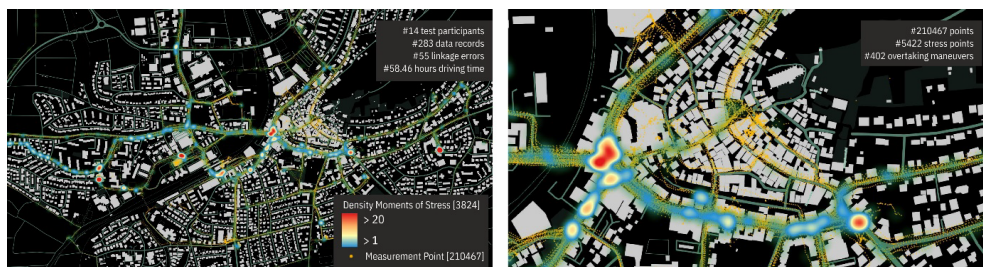 #14 test participants
#283 data records
#55 linkage errors
#58.46 hours driving time
Density Moments of Stress [3824]
> 20
> 1
Measurement Point [210467]
#210467 points
#5422 stress points
#402 overtaking maneuvers